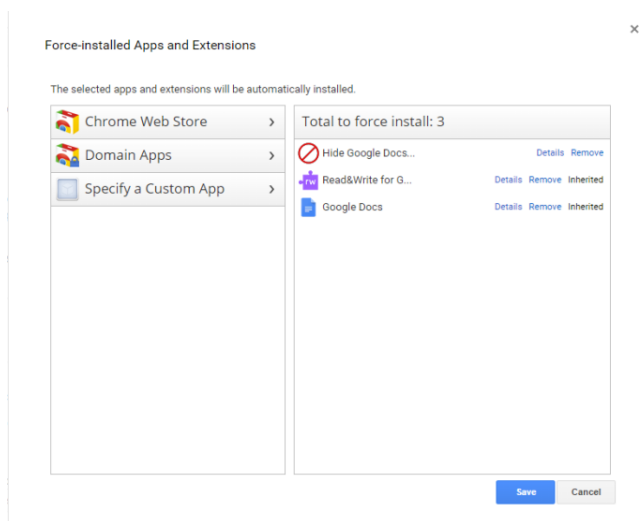 ×
Force-installed Apps and Extensions
The selected apps and extensions will be automatically installed.
Chrome Web Store >
Domain Apps >
Specify a Custom App >
Total to force install: 3
Hide Google Docs... Details Remove
rw Read&Write for G... Details Remove Inherited
Google Docs Details Remove Inherited
Save Cancel